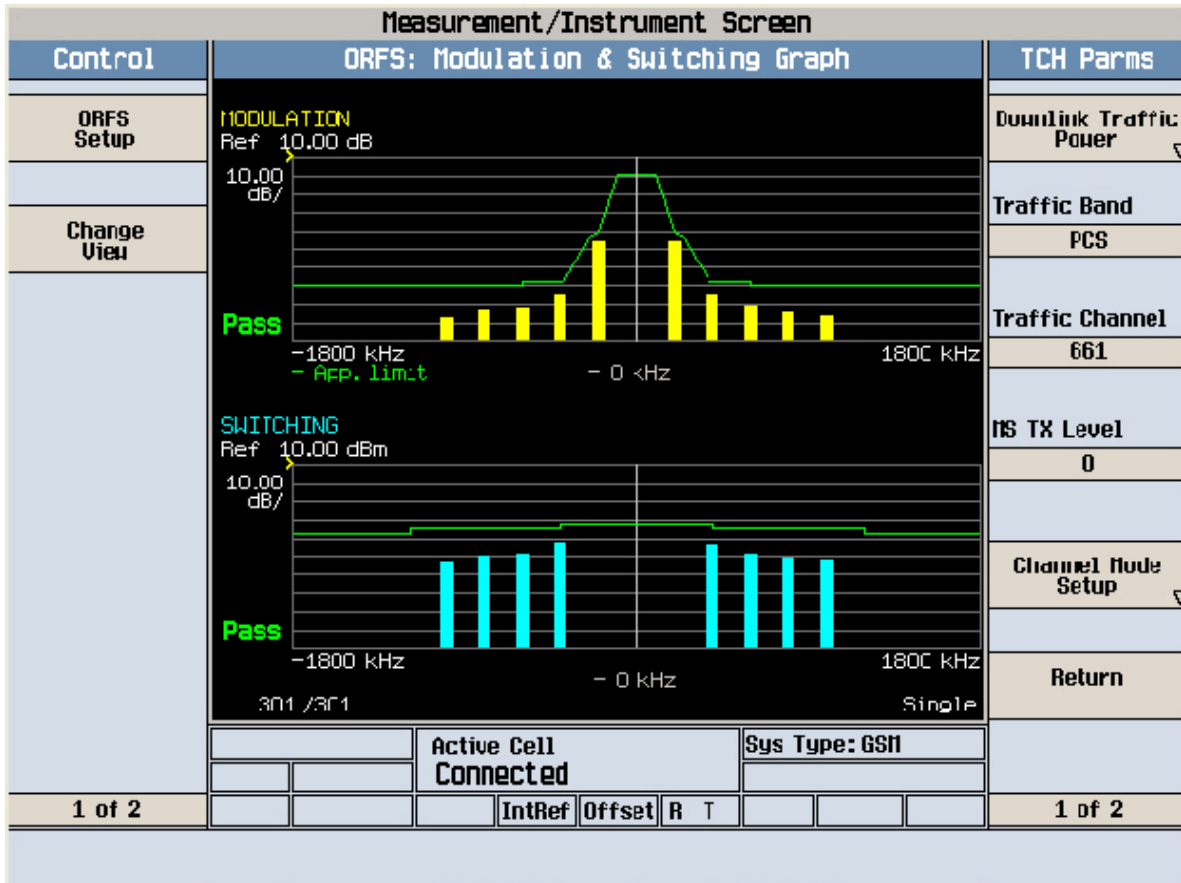 Measurement/Instrument Screen
Control
ORFS: Modulation & Switching Graph
TCH Parms
ORFS
Setup
Change
View
1 of 2
MODULATION
Ref 10.00 dB
10.00
dB/
Pass
-1800 kHz
1800 kHz
- App. limit
- 0 kHz
SWITCHING
Ref 10.00 dBm
10.00
dB/
Pass
-1800 kHz
1800 kHz
- 0 kHz
301/301
Single
Active Cell
Connected
Sys Type: GSM
IntRef
Offset
R T
Downlink Traffic
Power
Traffic Band
PCS
Traffic Channel
661
MS TX Level
0
Channel Mode
Setup
Return
1 of 2